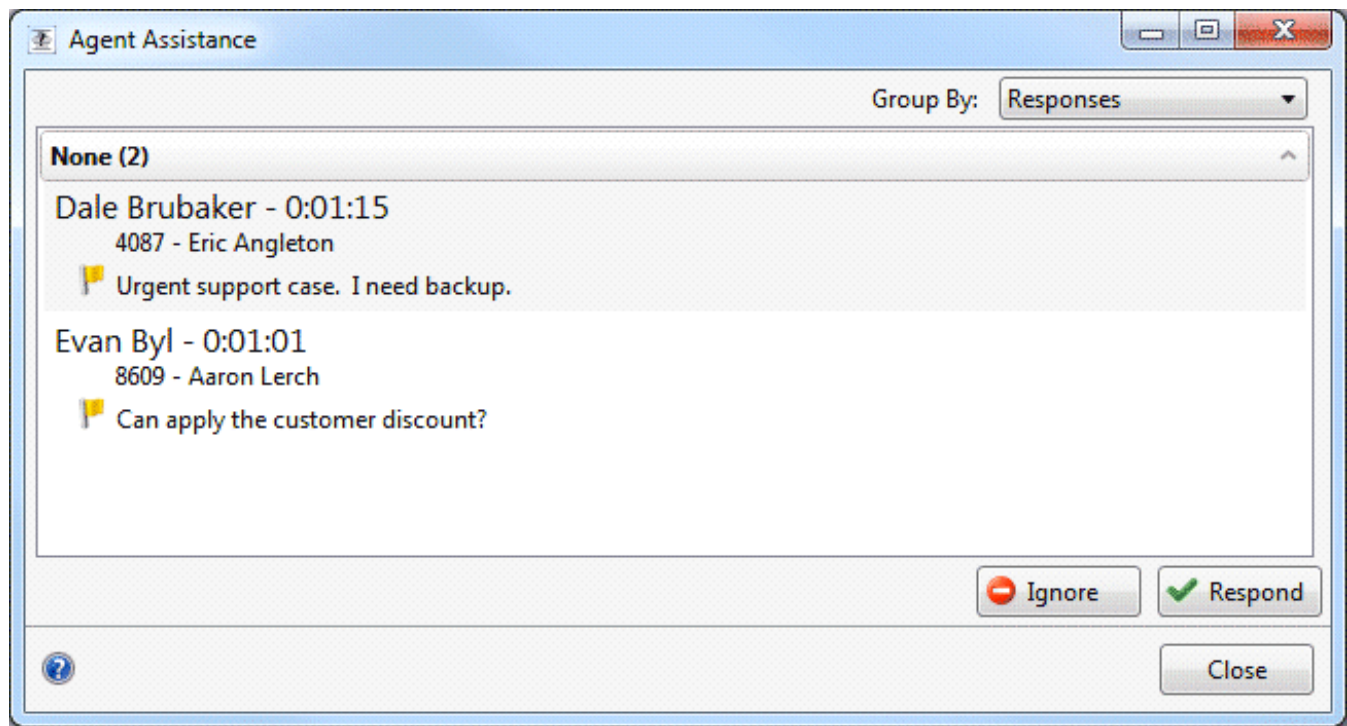 Agent Assistance
Group By: Responses
None (2)
Dale Brubaker - 0:01:15
4087 - Eric Angleton
Urgent support case.  I need backup.
Evan Byl - 0:01:01
8609 - Aaron Lerch
Can apply the customer discount?
Ignore Respond
? Close